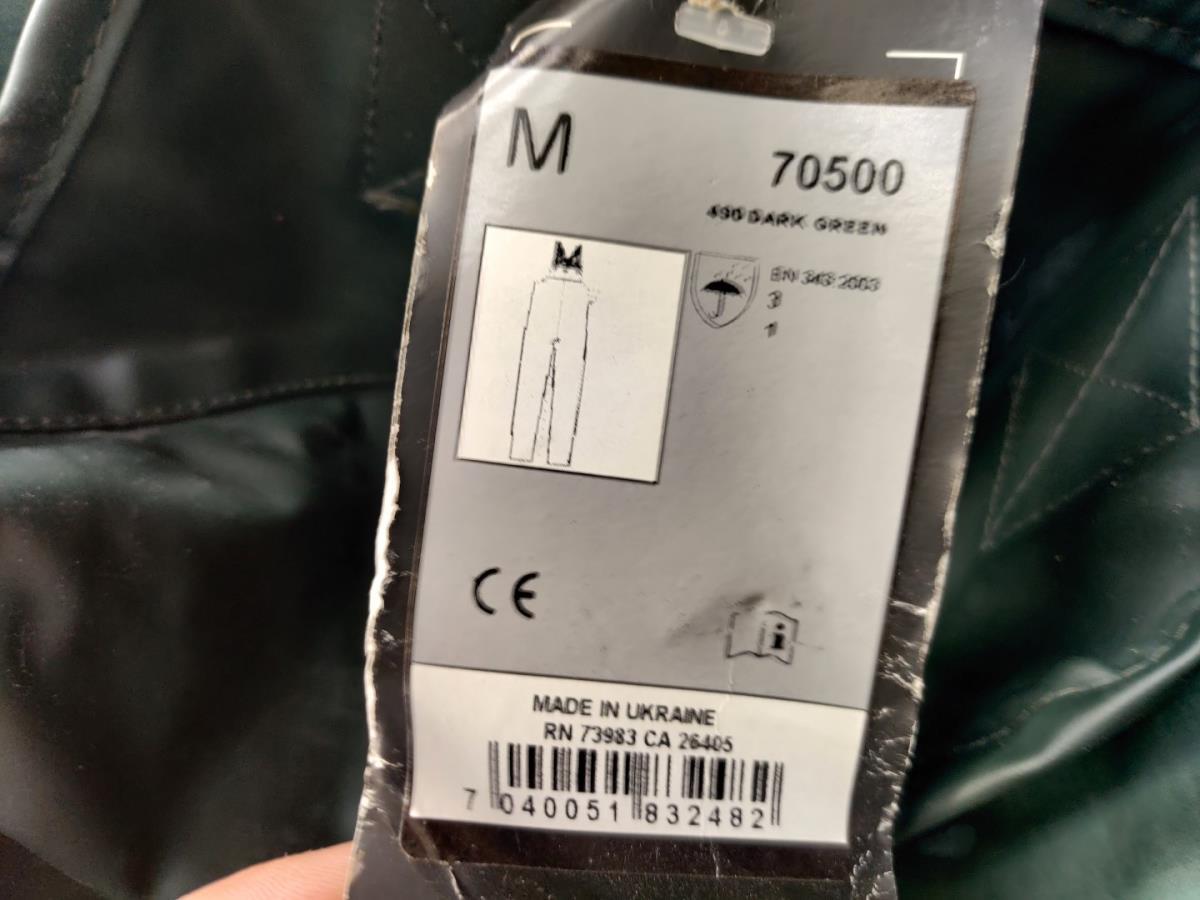 M
70500
490 DARK GREEN
M
EN 343:2003
3
1
CE
i
MADE IN UKRAINE
RN 73983 CA 26405
7 040051 832482